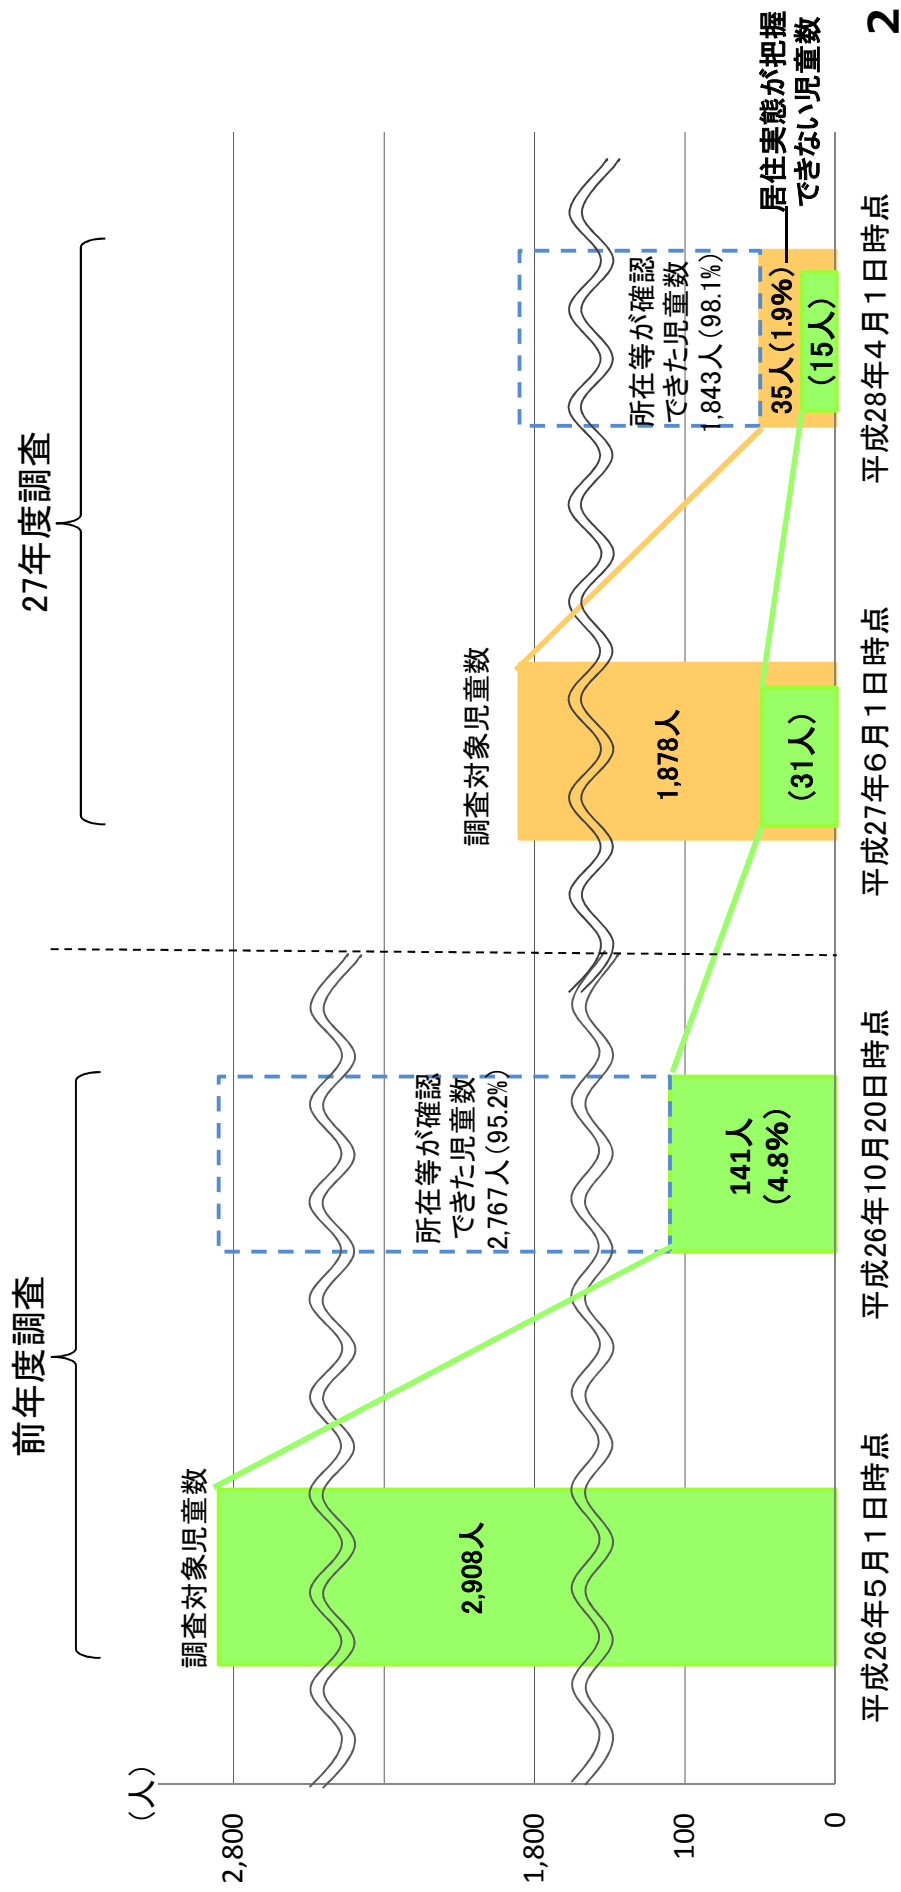 前年度調査
27年度調査
(人)
2,800
1,800
100
0
調査対象児童数
2,908人
所在等が確認
できた児童数
2,767人(95.2%)
141人
(4.8%)
調査対象児童数
1,878人
(31人)
所在等が確認
できた児童数
1,843人(98.1%)
35人(1.9%)
(15人)
居住実態が把握
できない児童数
平成26年5月1日時点
平成26年10月20日時点
平成27年6月1日時点
平成28年4月1日時点
2